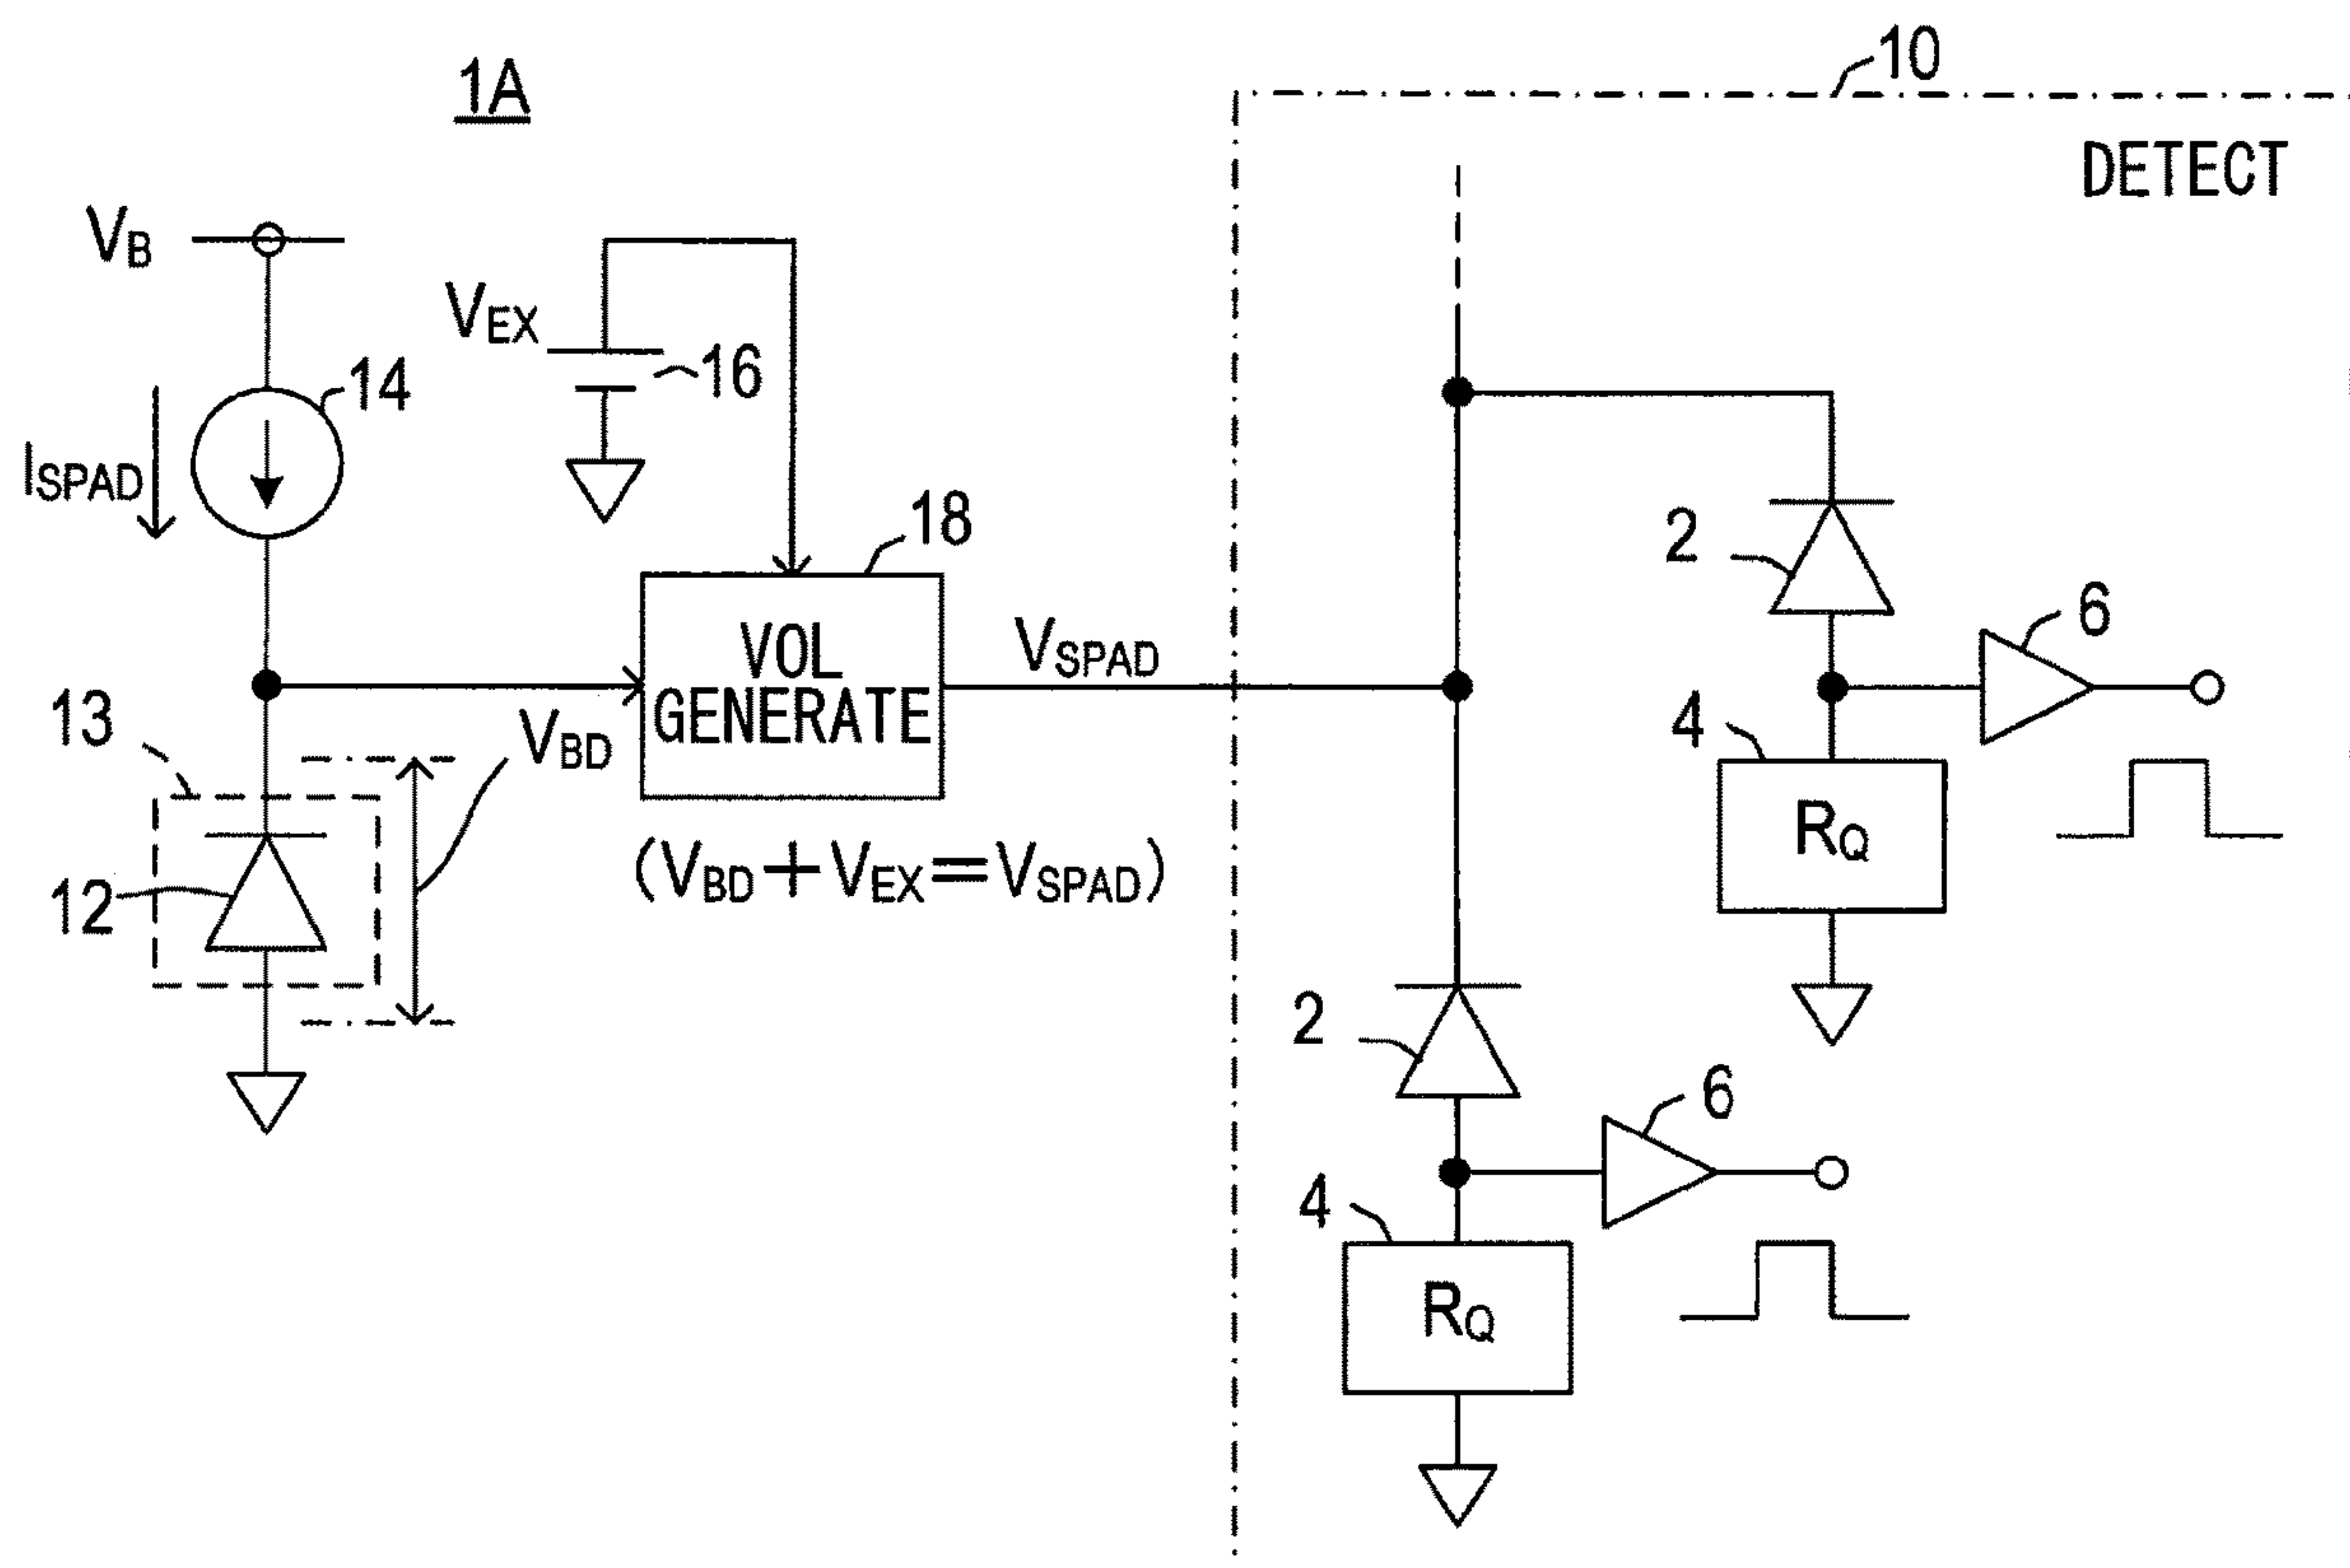 1A
10
DETECT
VB
VEX
16
14
ISPAD
18
2
VOL
GENERATE
VSPAD
6
13
VBD
4
RQ
12
(VBD+VEX=VSPAD)
2
6
4
RQ